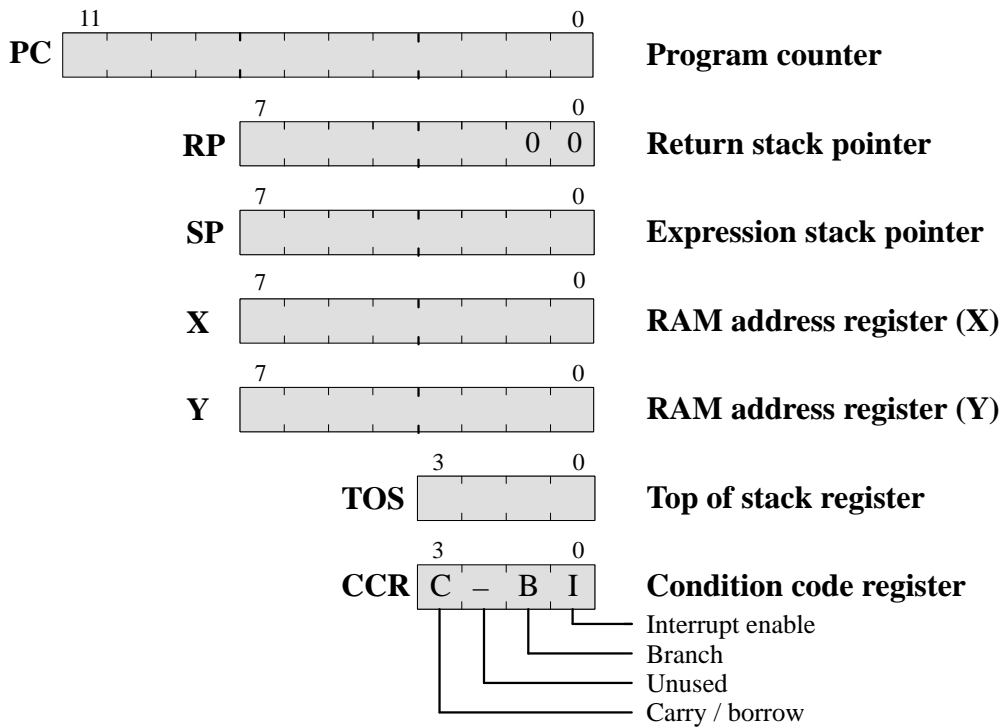 11 0
PC Program counter
7 0
RP 0 0 Return stack pointer
7 0
SP Expression stack pointer
7 0
X RAM address register (X)
7 0
Y RAM address register (Y)
3 0
TOS Top of stack register
3 0
CCR C – B I Condition code register
Interrupt enable
Branch
Unused
Carry / borrow